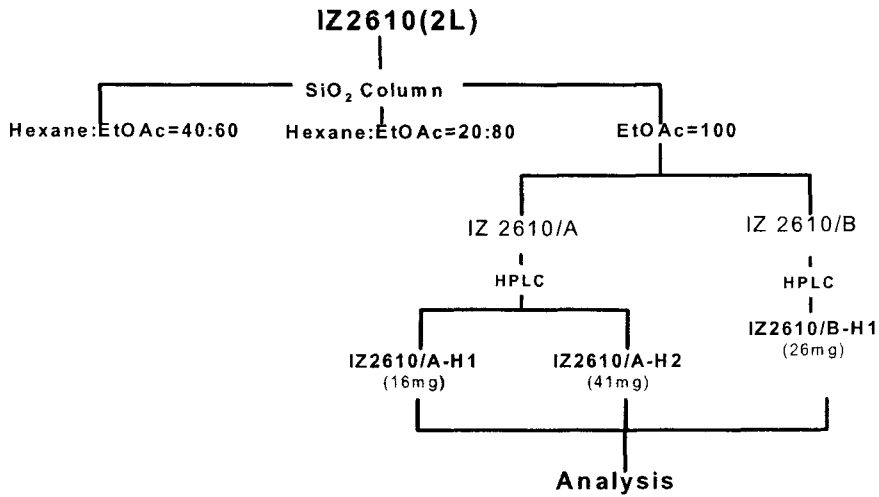 IZ2610(2L)
SiO₂ Column
Hexane:EtOAc=40:60
Hexane:EtOAc=20:80
EtOAc=100
IZ 2610/A
IZ 2610/B
HPLC
HPLC
IZ2610/A-H1
(16mg)
IZ2610/A-H2
(41mg)
IZ2610/B-H1
(26mg)
Analysis